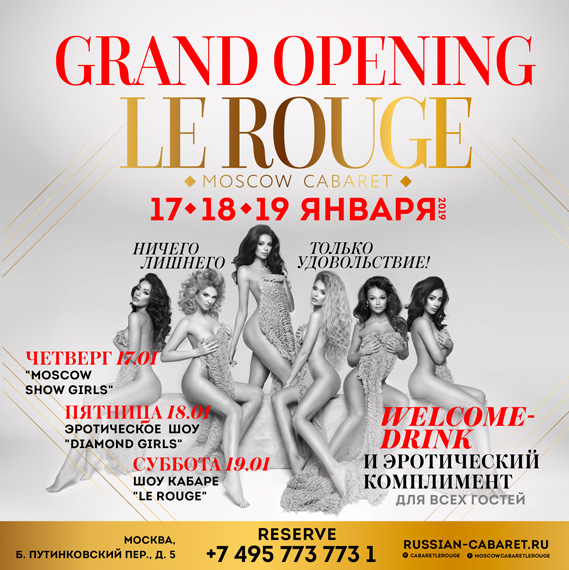 GRAND OPENING
LE ROUGE
MOSCOW CABARET
17 18 19 ЯНВАРЯ 2019
НИЧЕГО
ЛИШНЕГО
ТОЛЬКО
УДОВОЛЬСТВИЕ!
ЧЕТВЕРГ 17.01
"MOSCOW
SHOW GIRLS"
ПЯТНИЦА 18.01
ЭРОТИЧЕСКОЕ ШОУ
"DIAMOND GIRLS"
СУББОТА 19.01
ШОУ КАБАРЕ
"LE ROUGE"
WELCOME-
DRINK
И ЭРОТИЧЕСКИЙ
КОМПЛИМЕНТ
ДЛЯ ВСЕХ ГОСТЕЙ
МОСКВА,
Б. ПУТИНКОВСКИЙ ПЕР., Д. 5
RESERVE
+7 495 773 773 1
RUSSIAN-CABARET.RU
CABARETLEROUGE
MOSCOWCABARETLEROUGE